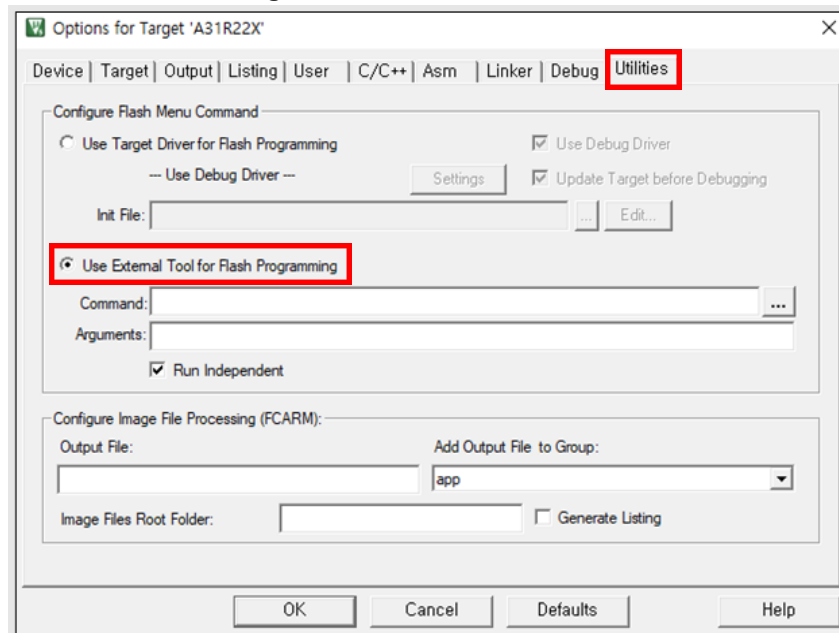 Options for Target 'A31R22X'
Device | Target | Output | Listing | User | C/C++ | Asm | Linker | Debug Utilities
Configure Flash Menu Command
Use Target Driver for Flash Programming Use Debug Driver
--- Use Debug Driver --- Settings Update Target before Debugging
Init File: ... Edit...
Use External Tool for Flash Programming
Command: ...
Arguments:
Run Independent
Configure Image File Processing (FCARM):
Output File: Add Output File to Group:
app
Image Files Root Folder: Generate Listing
OK Cancel Defaults Help